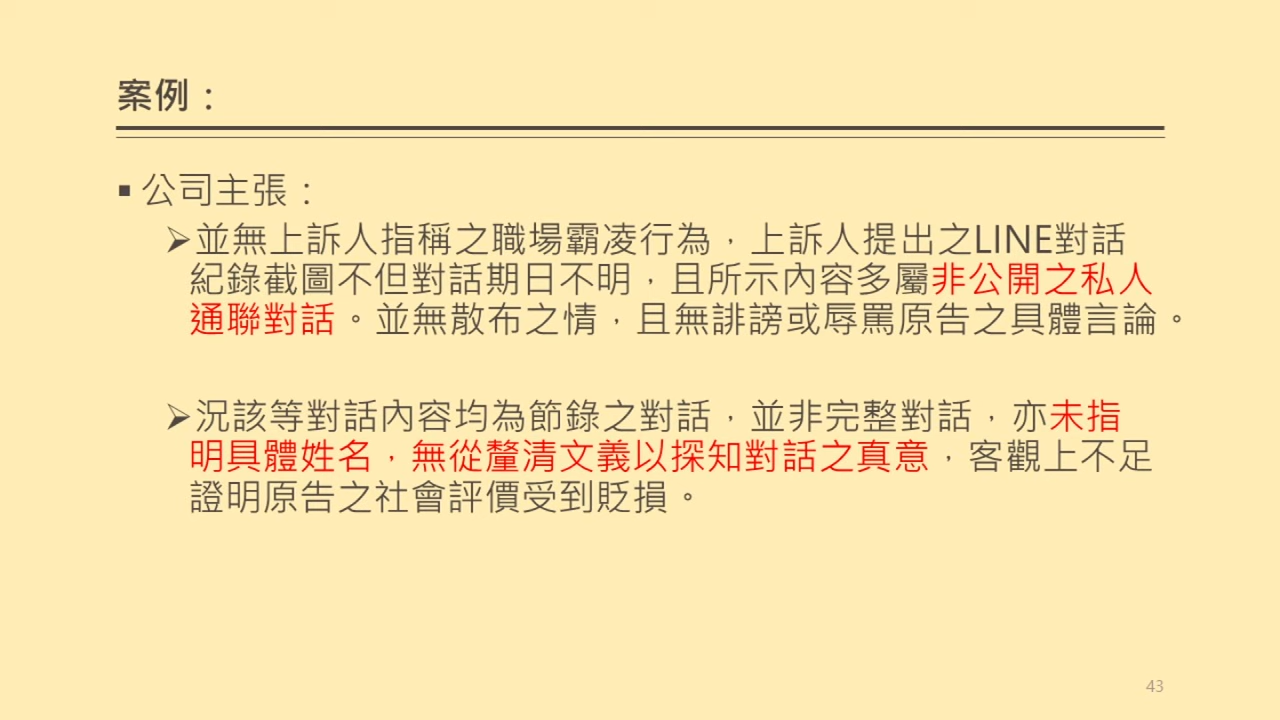 案例：
▪公司主張：
➢並無上訴人指稱之職場霸凌行為，上訴人提出之LINE對話
紀錄截圖不但對話期日不明，且所示內容多屬非公開之私人
通聯對話。並無散布之情，且無誹謗或辱罵原告之具體言論。
➢況該等對話內容均為節錄之對話，並非完整對話，亦未指
明具體姓名，無從釐清文義以探知對話之真意，客觀上不足
證明原告之社會評價受到貶損。
43